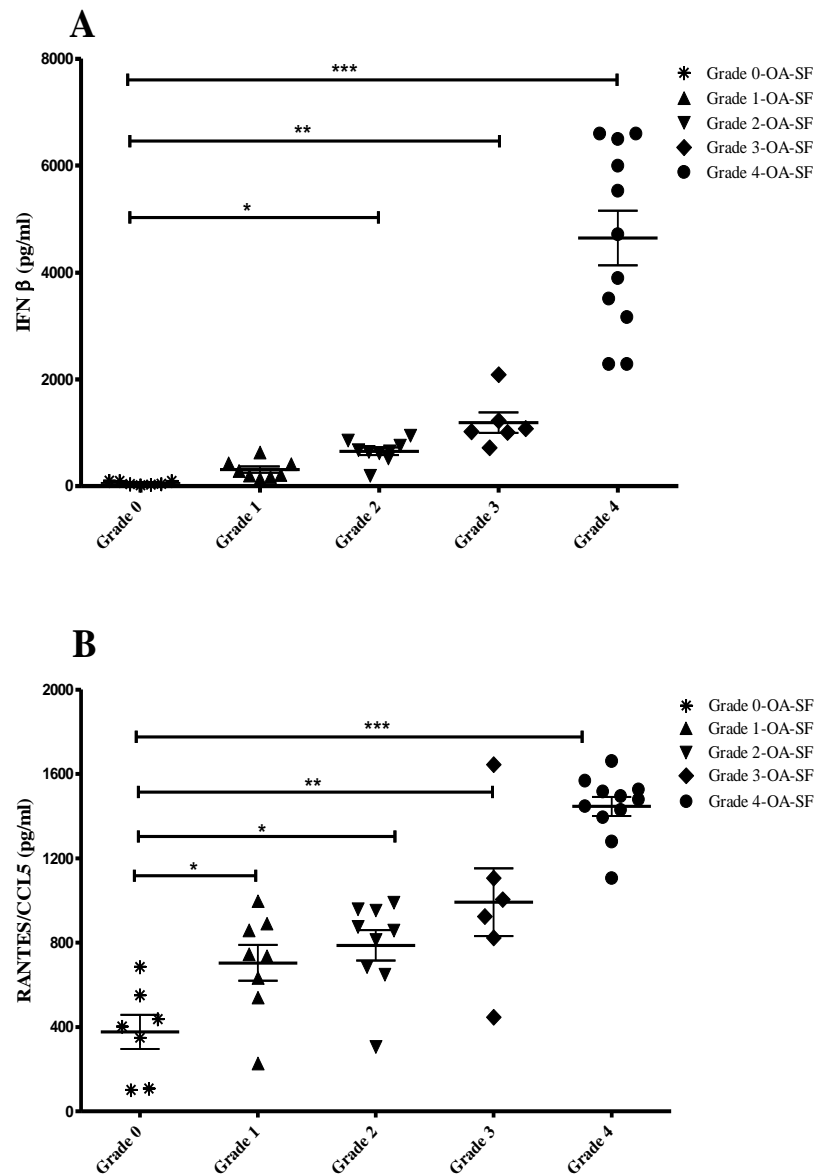 A
8000
6000
4000
2000
0
IFN β (pg/ml)
***
**
*
Grade 0
Grade 1
Grade 2
Grade 3
Grade 4
Grade 0-OA-SF
Grade 1-OA-SF
Grade 2-OA-SF
Grade 3-OA-SF
Grade 4-OA-SF
B
2000
1600
1200
800
400
0
RANTES/CCL5 (pg/ml)
***
**
*
*
Grade 0
Grade 1
Grade 2
Grade 3
Grade 4
Grade 0-OA-SF
Grade 1-OA-SF
Grade 2-OA-SF
Grade 3-OA-SF
Grade 4-OA-SF